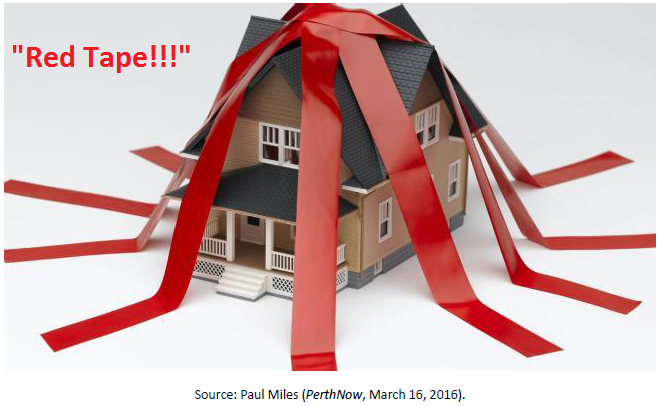 "Red Tape!!!"
Source: Paul Miles (PerthNow, March 16, 2016).